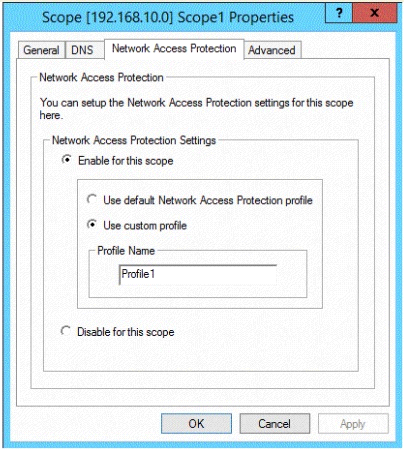 Scope [192.168.10.0] Scope1 Properties ? x
General DNS Network Access Protection Advanced
Network Access Protection
You can setup the Network Access Protection settings for this scope
here.
Network Access Protection Settings
Enable for this scope
Use default Network Access Protection profile
Use custom profile
Profile Name
Profile1
Disable for this scope
OK Cancel Apply